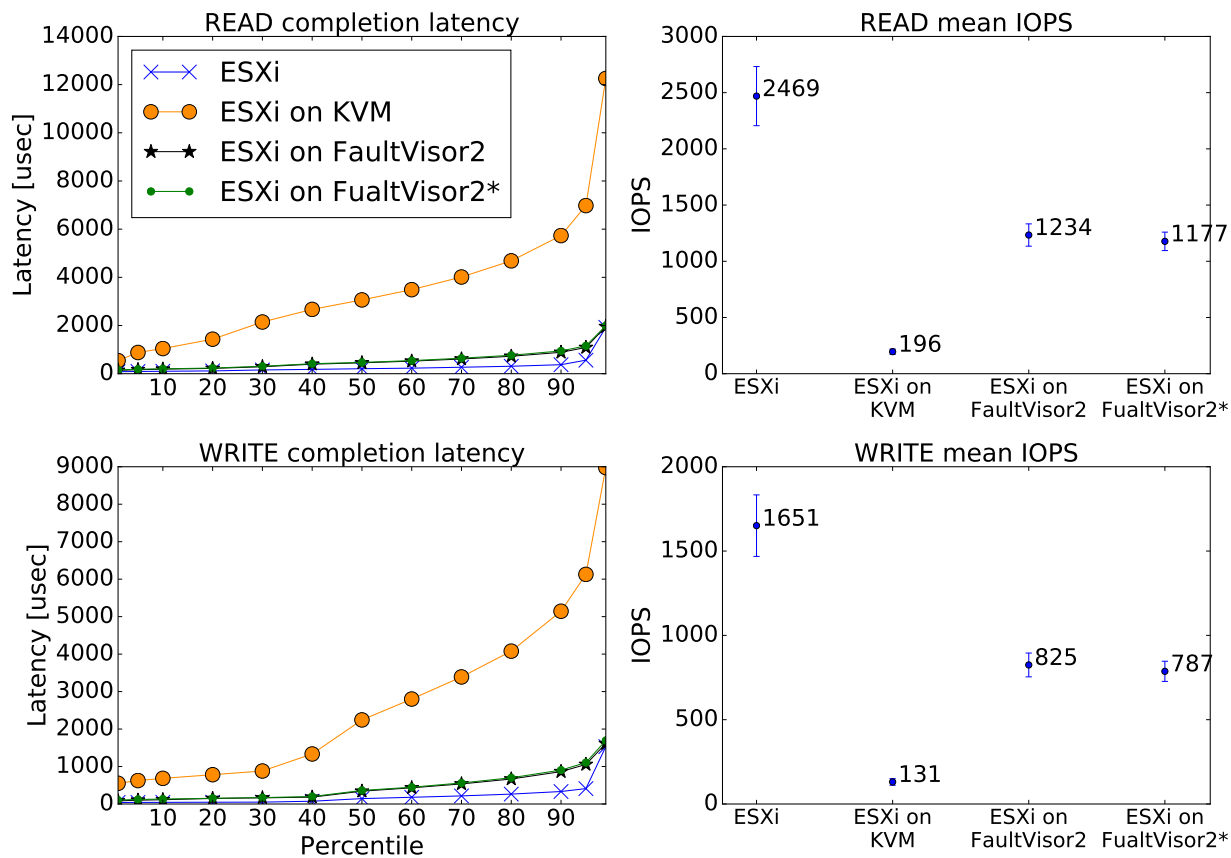 READ completion latency
14000
12000
10000
8000
6000
4000
2000
0
Latency [usec]
ESXi
ESXi on KVM
ESXi on FaultVisor2
ESXi on FualtVisor2*
10 20 30 40 50 60 70 80 90
READ mean IOPS
3000
2500
2000
1500
1000
500
0
IOPS
2469
196
1234
1177
ESXi
ESXi on
KVM
ESXi on
FaultVisor2
ESXi on
FualtVisor2*
WRITE completion latency
9000
8000
7000
6000
5000
4000
3000
2000
1000
0
Latency [usec]
10 20 30 40 50 60 70 80 90
Percentile
WRITE mean IOPS
2000
1500
1000
500
0
IOPS
1651
131
825
787
ESXi
ESXi on
KVM
ESXi on
FaultVisor2
ESXi on
FualtVisor2*